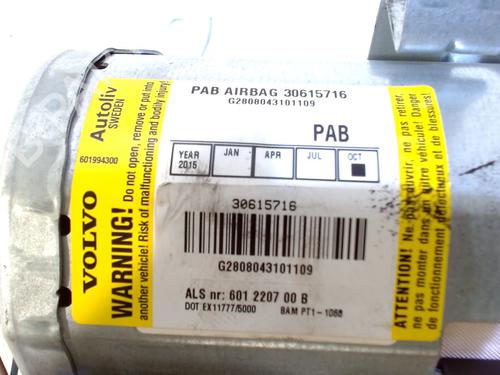 PAB AIRBAG 30615716
G2808043101109
PAB
YEAR
2015
JAN
APR
JUL
OCT
30615716
G2808043101109
ALS nr: 601 2207 00 B
DOT EX11777/5000 BAM PT1-1088
Autoliv
SWEDEN
601994300
VOLVO
WARNING! Do not open, remove or put into
another vehicle! Risk of malfunctioning and bodily injury!
ATTENTION! Ne pas ouvrir, ne pas retirer,
ne pas monter dans un autre véhicule! Danger
de fonctionnement défectueux et de blessures!